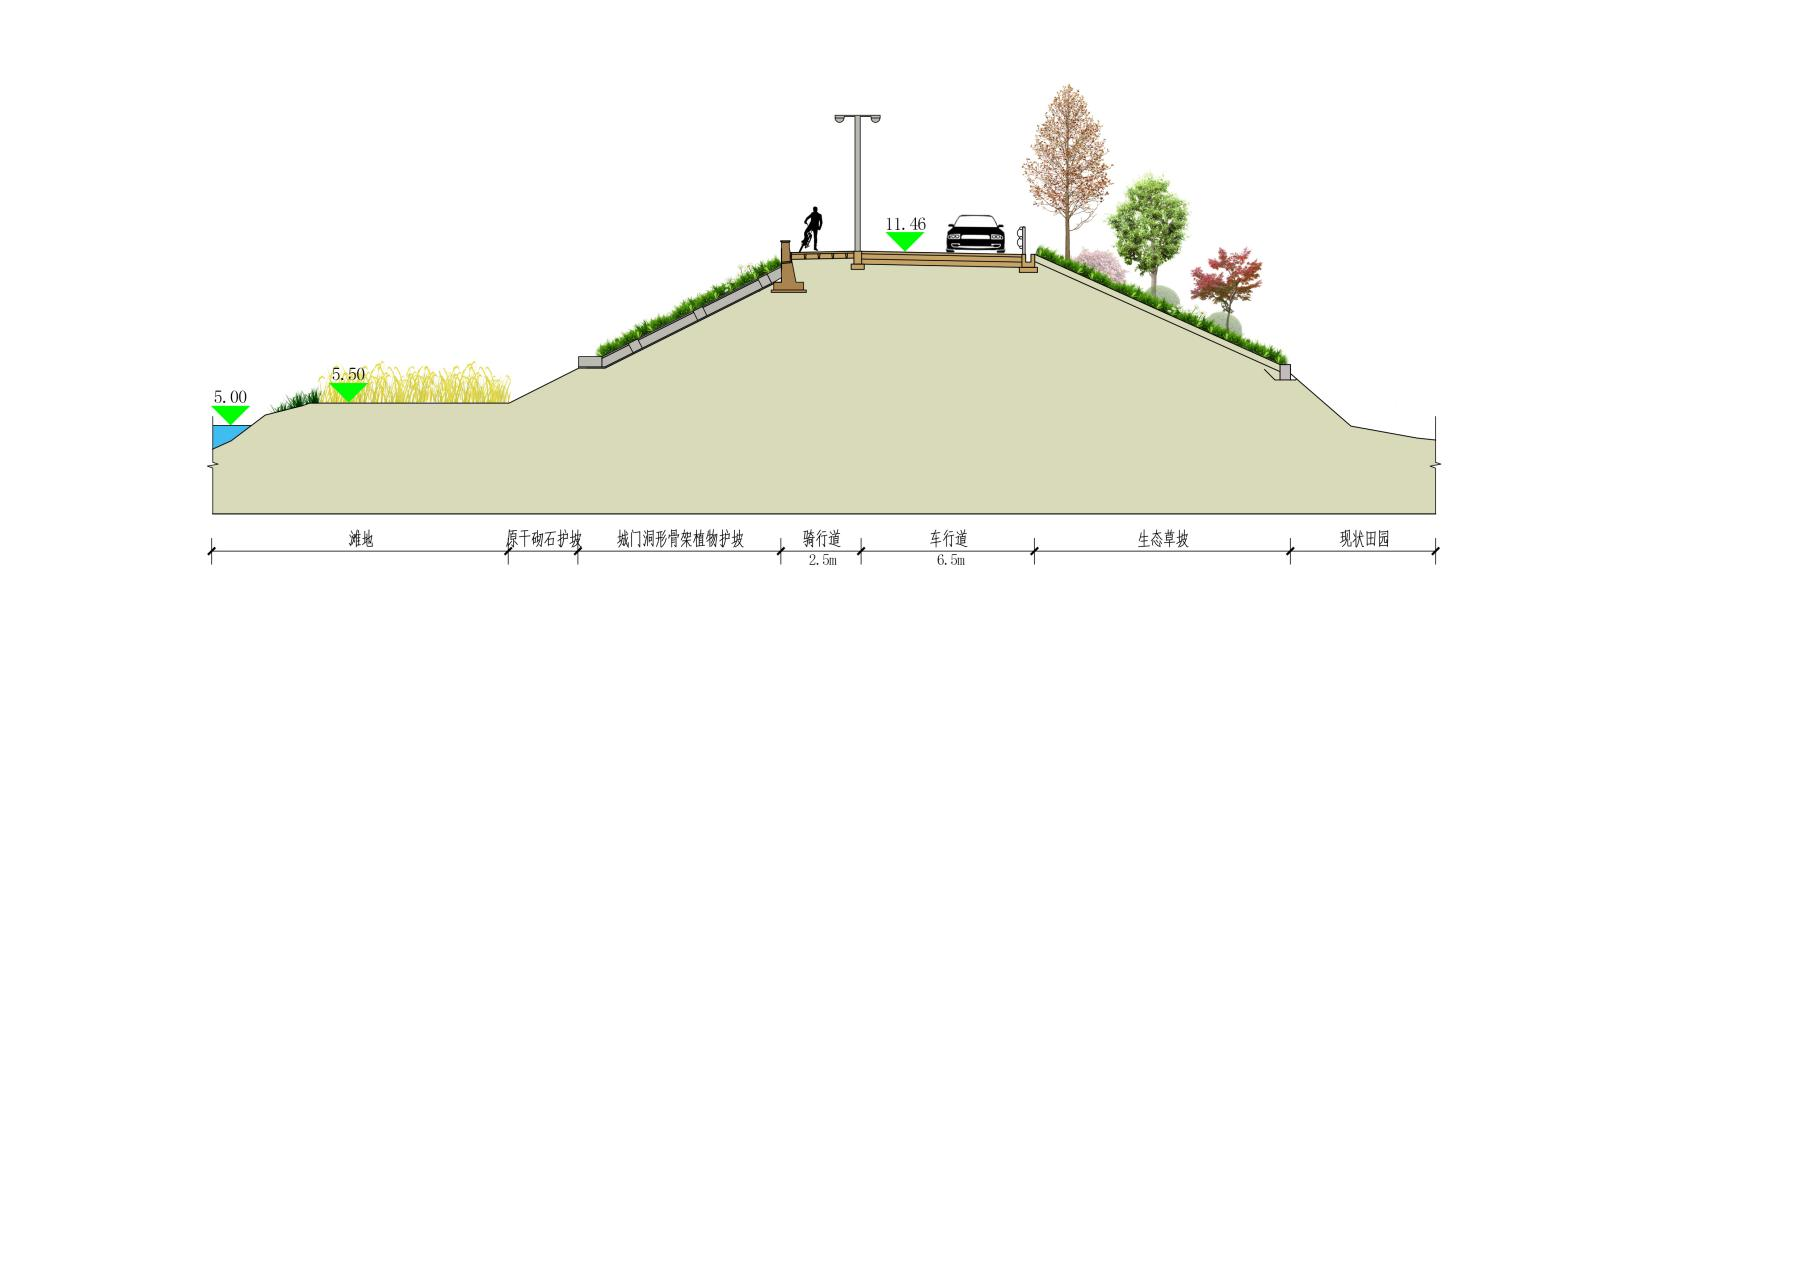 11.46
5.50
5.00
滩地
原干砌石护坡
城门洞形骨架植物护坡
骑行道
车行道
生态草坡
现状田园
2.5m
6.5m